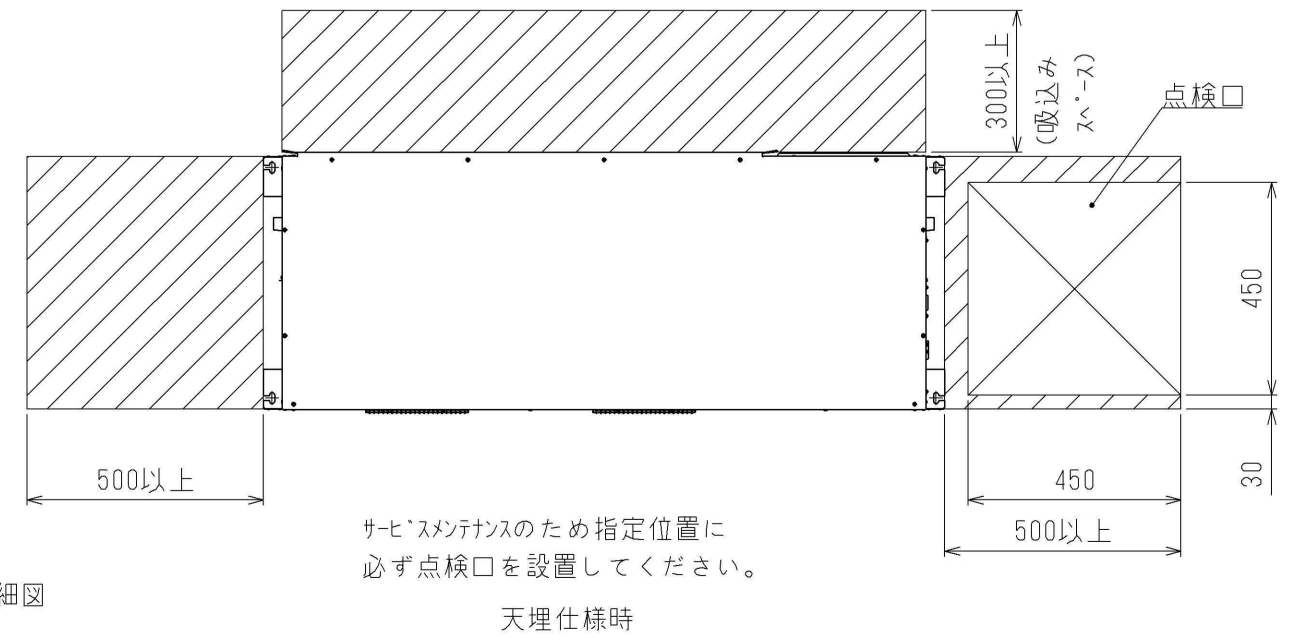 300以上
(吸込み
スペース)
点検口
450
30
500以上
450
500以上
サービスメンテナンスのため指定位置に
必ず点検口を設置してください。
細図
天埋仕様時